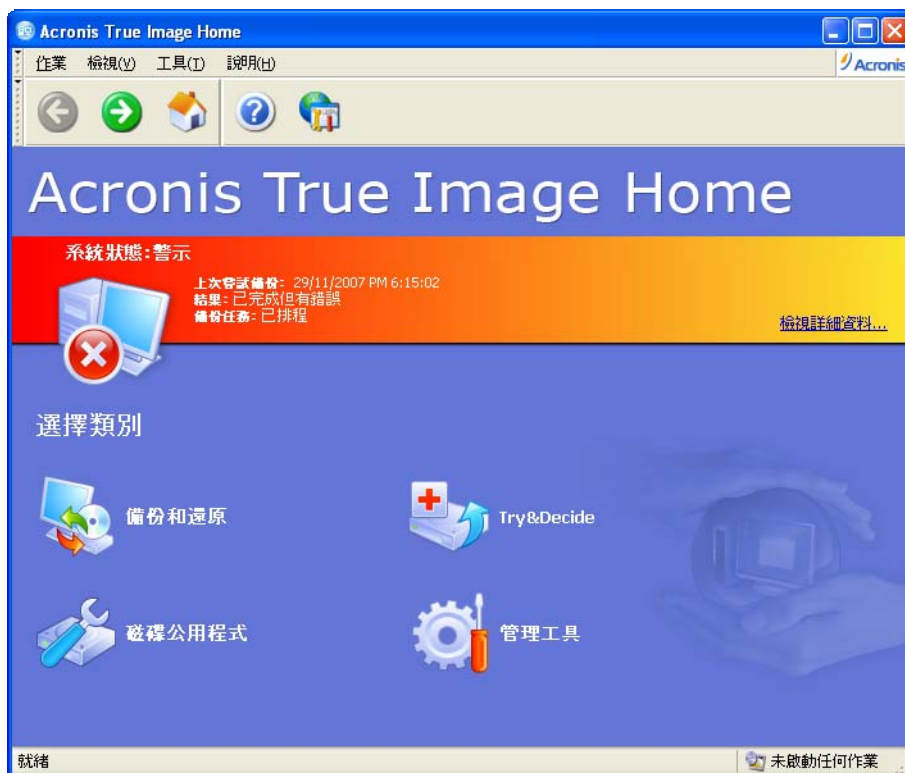 Acronis True Image Home
作業 檢視(V) 工具(T) 說明(H)
Acronis
Acronis True Image Home
系統狀態:警示
上次嘗試備份: 29/11/2007 PM 6:15:02
結果: 已完成但有錯誤
備份任務: 已排程
檢視詳細資料...
選擇類別
備份和還原
Try&Decide
磁碟公用程式
管理工具
就緒
未啟動任何作業